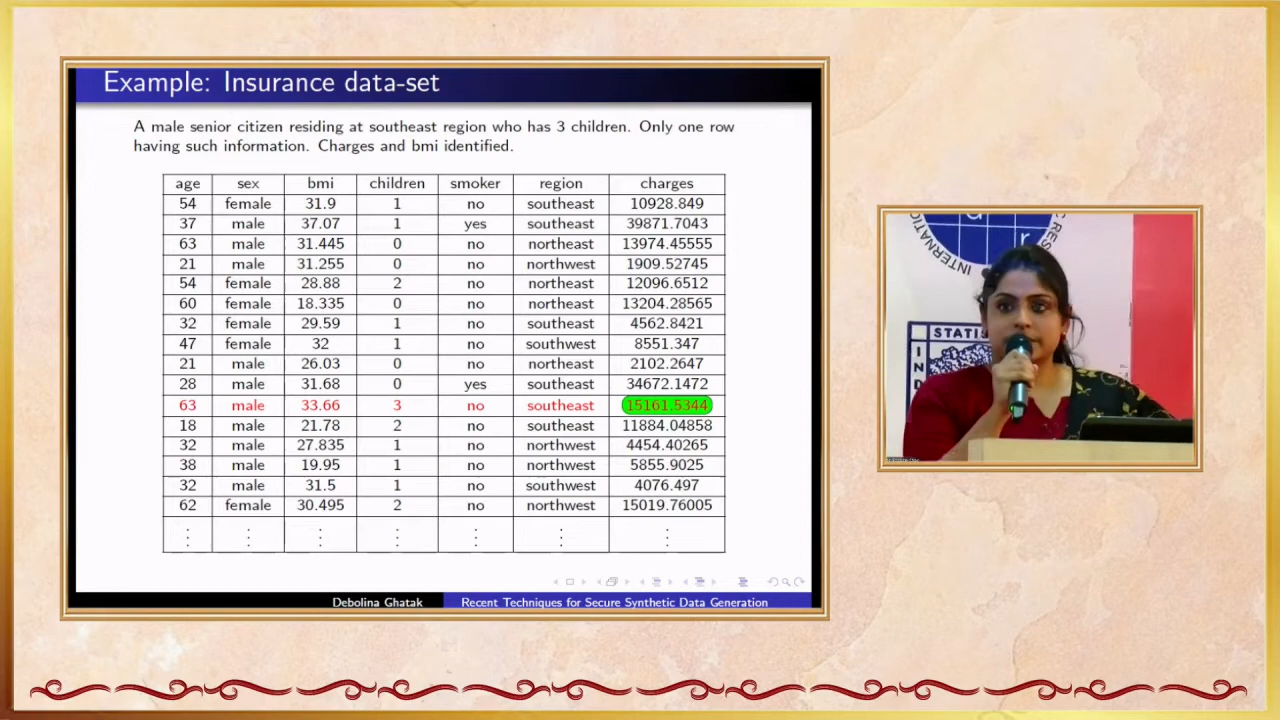 Example: Insurance data-set
A male senior citizen residing at southeast region who has 3 children. Only one row
having such information. Charges and bmi identified.
age sex bmi children smoker region charges
54 female 31.9 1 no southeast 10928.849
37 male 37.07 1 yes southeast 39871.7043
63 male 31.445 0 no northeast 13974.45555
21 male 31.255 0 no northwest 1909.52745
54 female 28.88 2 no northeast 12096.6512
60 female 18.335 0 no northeast 13204.28565
32 female 29.59 1 no southeast 4562.8421
47 female 32 1 no southwest 8551.347
21 male 26.03 0 no northeast 2102.2647
28 male 31.68 0 yes southeast 34672.1472
63 male 33.66 3 no southeast 15161.5344
18 male 21.78 2 no southeast 11884.04858
32 male 27.835 1 no northwest 4454.40265
38 male 19.95 1 no northwest 5855.9025
32 male 31.5 1 no southwest 4076.497
62 female 30.495 2 no northwest 15019.76005
Debolina Ghatak Recent Techniques for Secure Synthetic Data Generation
INTERNATI
RES
STATIS
I
N
D